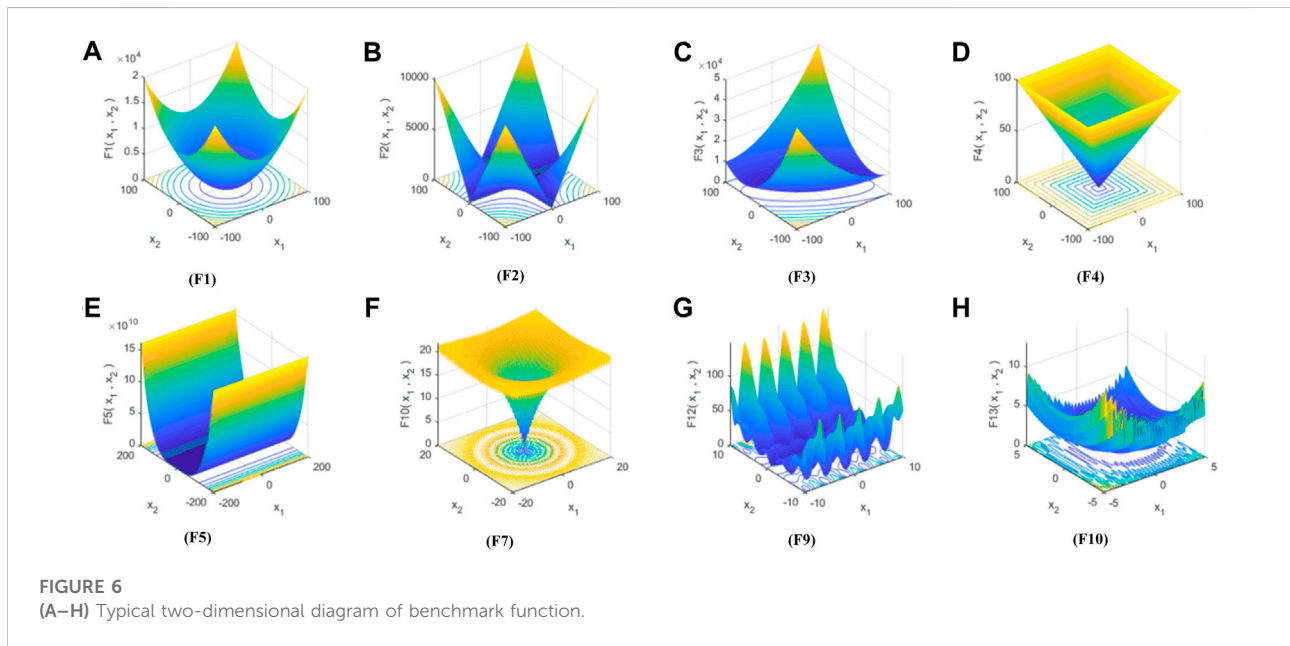 A
×10⁴
2
1.5
1
0.5
0
F1( x₁ , x₂ )
100
0
-100
x₂
-100
0
100
x₁
(F1)
B
10000
5000
0
F2( x₁ , x₂ )
100
0
-100
x₂
-100
0
100
x₁
(F2)
C
×10⁴
5
4
3
2
1
0
F3( x₁ , x₂ )
100
0
-100
x₂
-100
0
100
x₁
(F3)
D
100
50
0
F4( x₁ , x₂ )
100
0
-100
x₂
-100
0
100
x₁
(F4)
E
×10¹⁰
15
10
5
0
F5( x₁ , x₂ )
200
0
-200
x₂
-200
0
200
x₁
(F5)
F
20
15
10
5
0
F10( x₁ , x₂ )
20
0
-20
x₂
-20
0
20
x₁
(F7)
G
100
50
0
F12( x₁ , x₂ )
10
0
-10
x₂
-10
0
10
x₁
(F9)
H
10
5
0
F13( x₁ , x₂ )
5
0
-5
x₂
-5
0
5
x₁
(F10)
FIGURE 6
(A–H) Typical two-dimensional diagram of benchmark function.